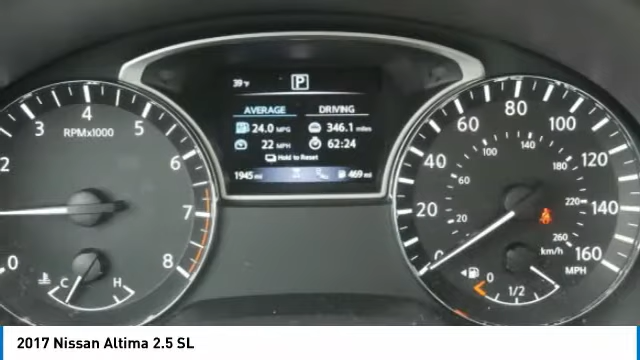 39°F P
AVERAGE DRIVING
24.0 MPG 346.1 miles
22 MPH 62:24
Hold to Reset
1945 mi 469 mi
2 3 4 5 6 7 8 0
RPMx1000
C H
0 20 40 60 80 100 120 140 160
MPH
20 60 100 140 180 220 260
km/h
0 1/2
2017 Nissan Altima 2.5 SL